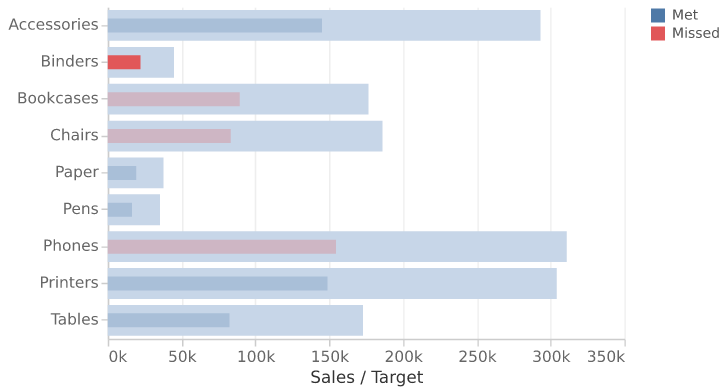 Accessories
Binders
Bookcases
Chairs
Paper
Pens
Phones
Printers
Tables
0k 50k 100k 150k 200k 250k 300k 350k
Sales / Target
Met
Missed